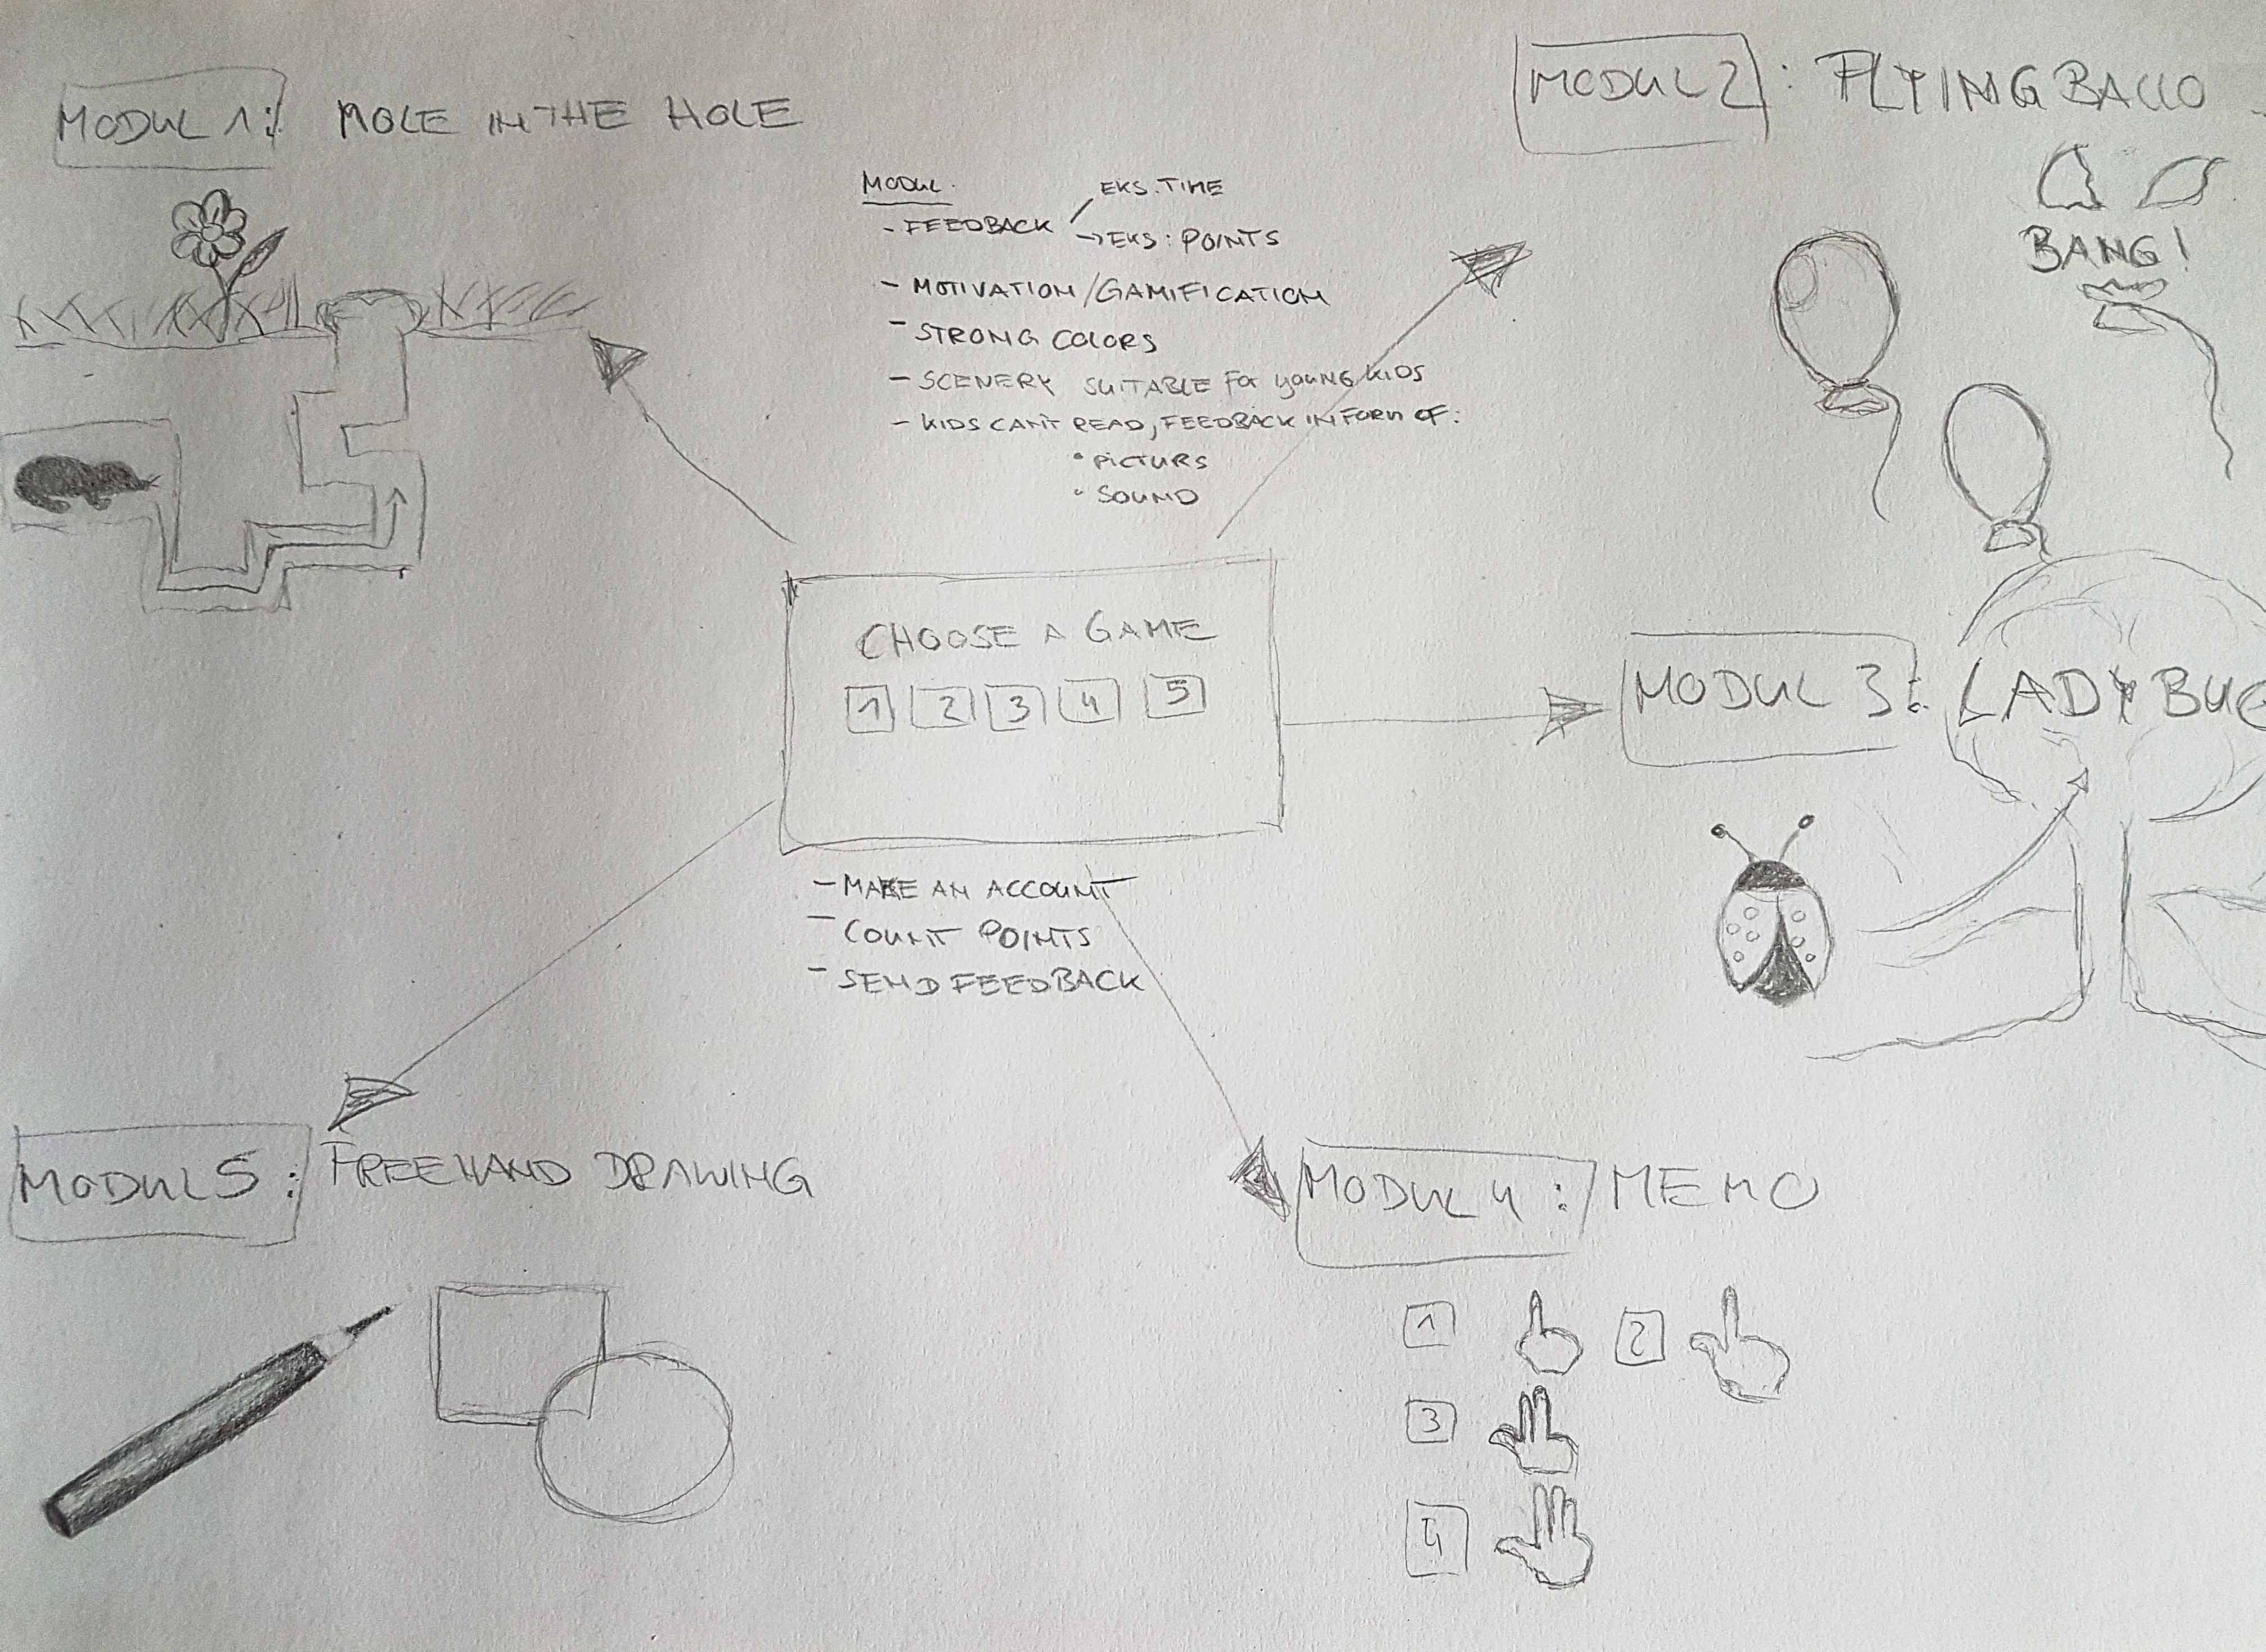 MODUL 1: MOLE IN THE HOLE
MODUL 2: FLYING BALLO
BANG!
MODUL.
- FEEDBACK
EKS. TIME
EKS: POINTS
- MOTIVATION/GAMIFICATION
- STRONG COLORS
- SCENERY SUITABLE FOR YOUNG KIDS
- KIDS CAN'T READ, FEEDBACK IN FORM OF:
• PICTURS
• SOUND
CHOOSE A GAME
1 2 3 4 5
- MAKE AN ACCOUNT
- COUNT POINTS
- SEND FEEDBACK
MODUL 3: LADYBUG
MODUL 5: FREEHAND DRAWING
MODUL 4: MEMO
1 2
3
4